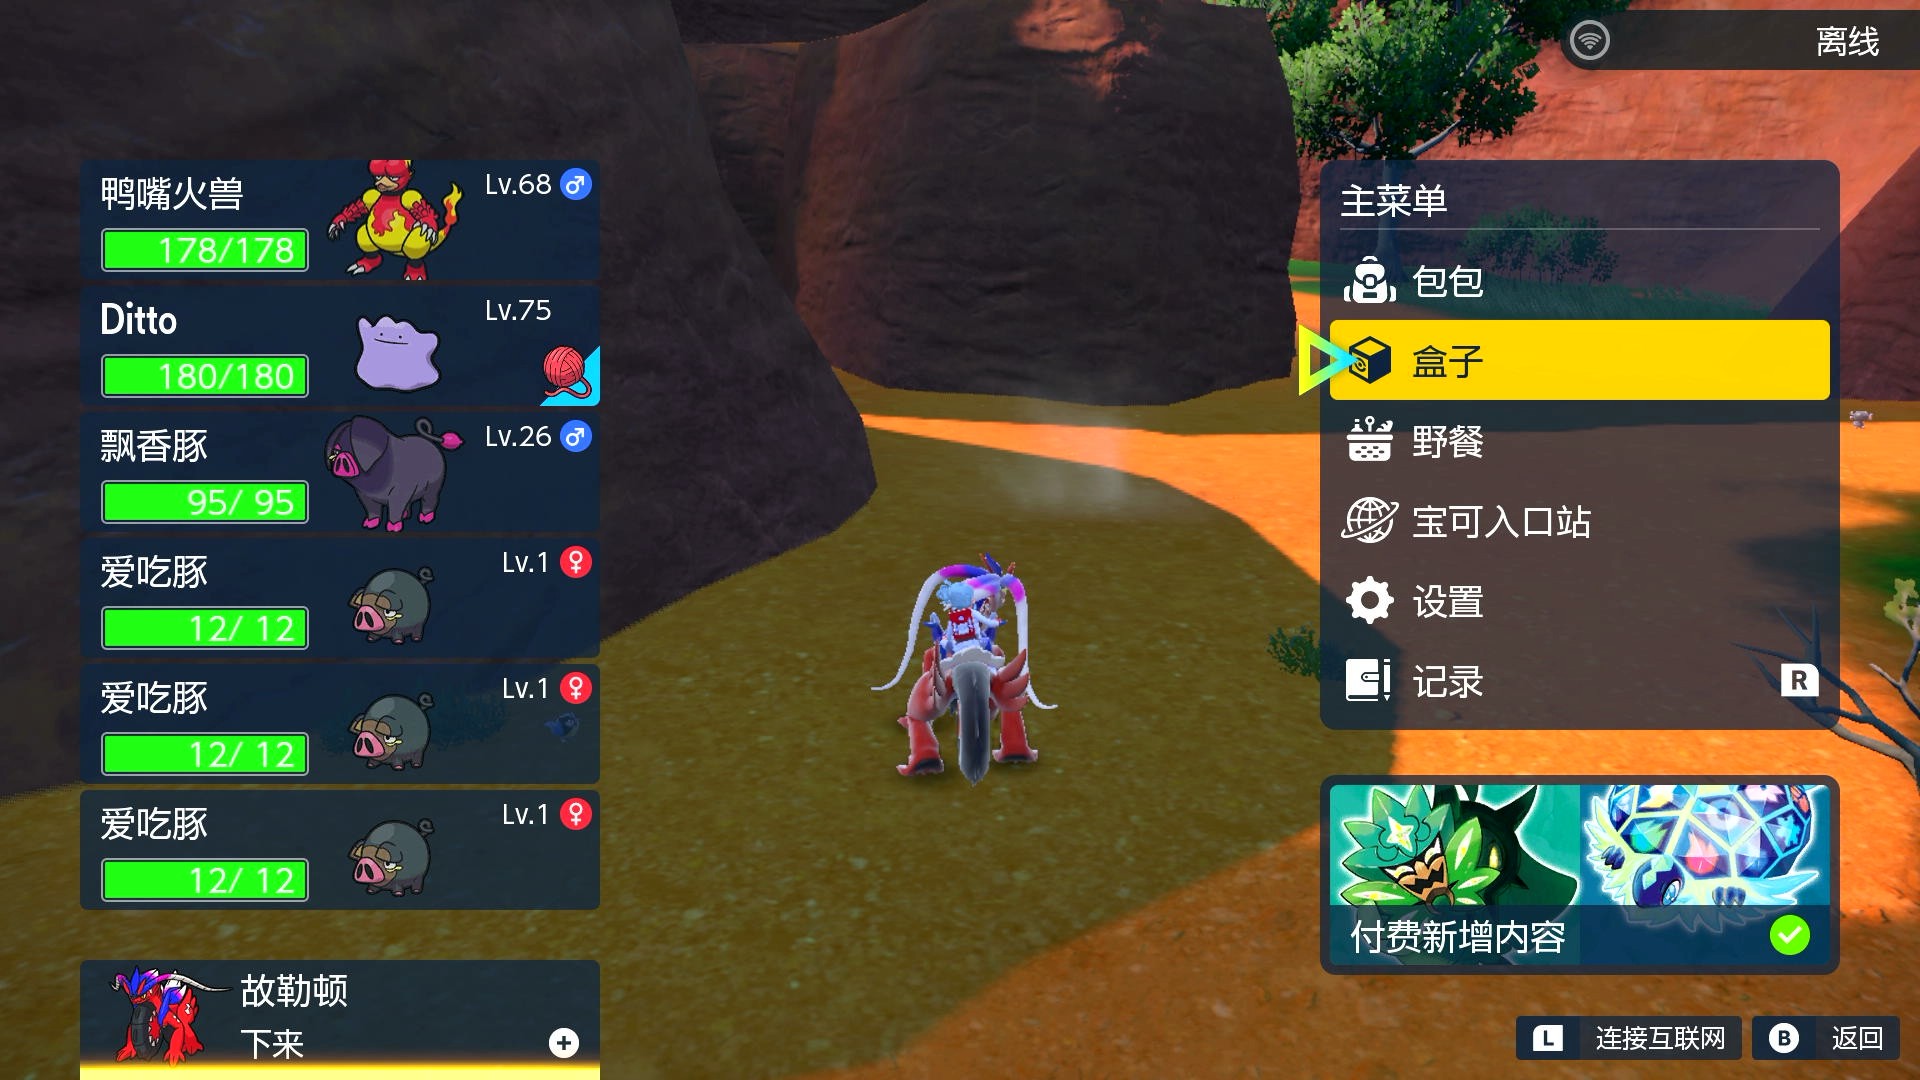 离线
鸭嘴火兽
Lv.68 ♂
178/178
Ditto
Lv.75
180/180
飘香豚
Lv.26 ♂
95/ 95
爱吃豚
Lv.1 ♀
12/ 12
爱吃豚
Lv.1 ♀
12/ 12
爱吃豚
Lv.1 ♀
12/ 12
故勒顿
下来
主菜单
包包
盒子
野餐
宝可入口站
设置
记录 R
付费新增内容
L 连接互联网 B 返回